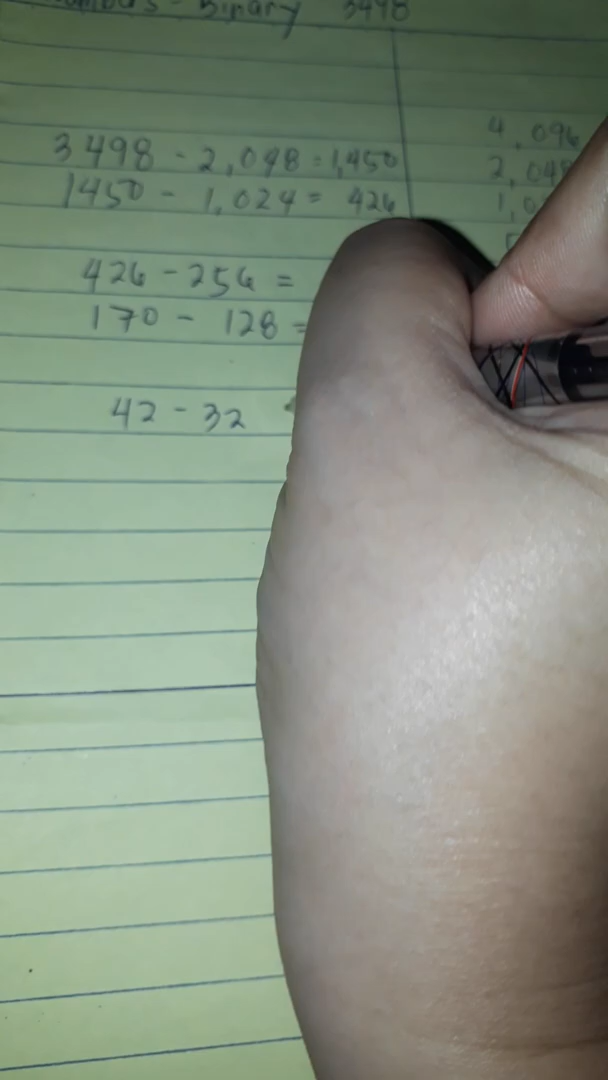 Numbers - Binary 3498
3498 - 2,048 = 1,450
1450 - 1,024 = 426
426 - 256 =
170 - 128 =
42 - 32
4,096
2,048